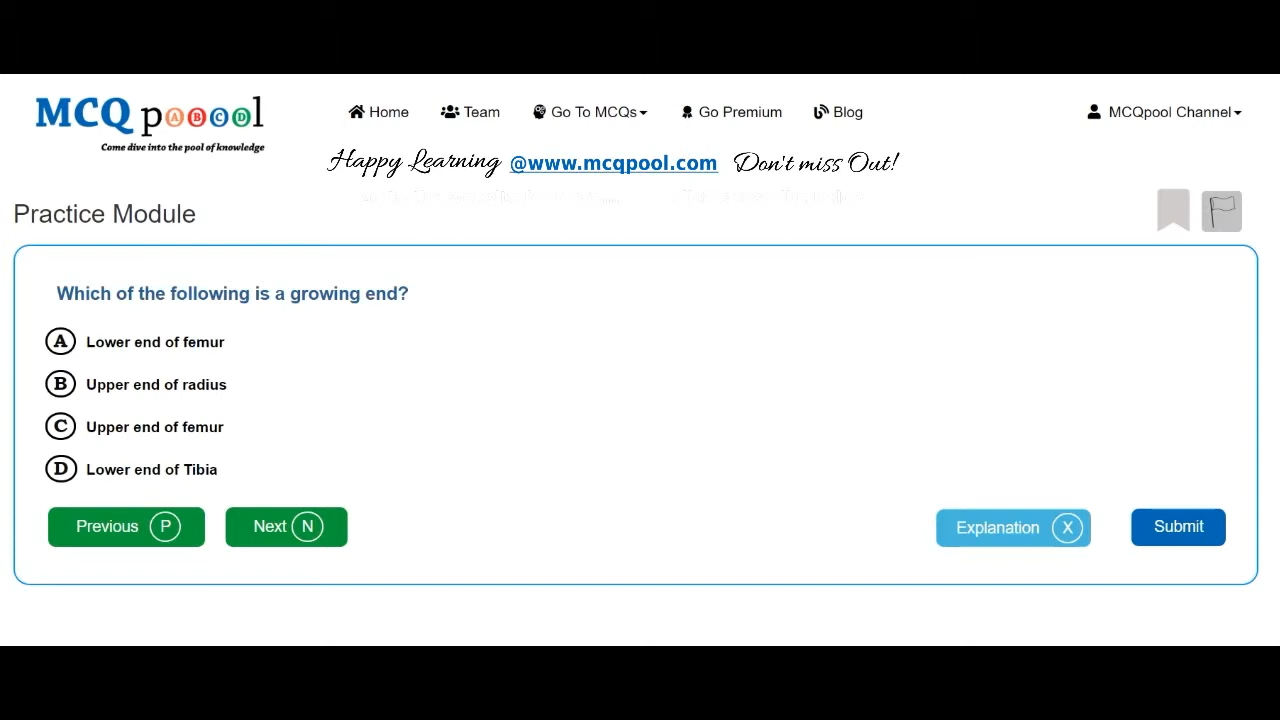 MCQ pABCDl
Come dive into the pool of knowledge
Home Team Go To MCQs Go Premium Blog MCQpool Channel
Happy Learning @www.mcqpool.com Don't miss Out!
Practice Module
Which of the following is a growing end?
A Lower end of femur
B Upper end of radius
C Upper end of femur
D Lower end of Tibia
Previous P Next N Explanation X Submit